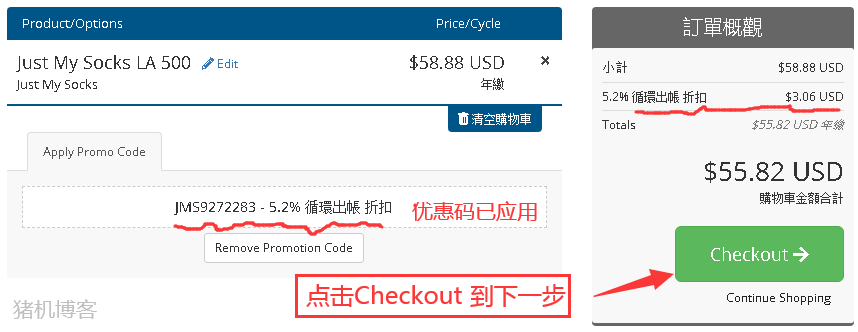 Product/Options Price/Cycle
Just My Socks LA 500 Edit $58.88 USD ×
Just My Socks 年繳
清空購物車
Apply Promo Code
JMS9272283 - 5.2% 循環出帳 折扣 优惠码已应用
Remove Promotion Code
点击Checkout 到下一步
猪机博客
訂單概觀
小計 $58.88 USD
5.2% 循環出帳 折扣 $3.06 USD
Totals $55.82 USD 年繳
$55.82 USD
購物車金額合計
Checkout
Continue Shopping